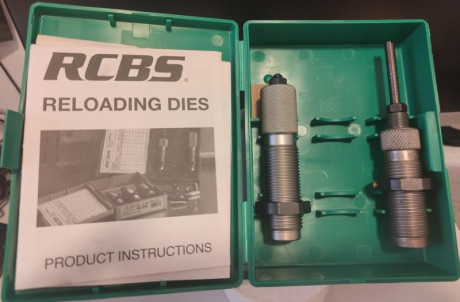 RCBS®
RELOADING DIES
PRODUCT INSTRUCTIONS